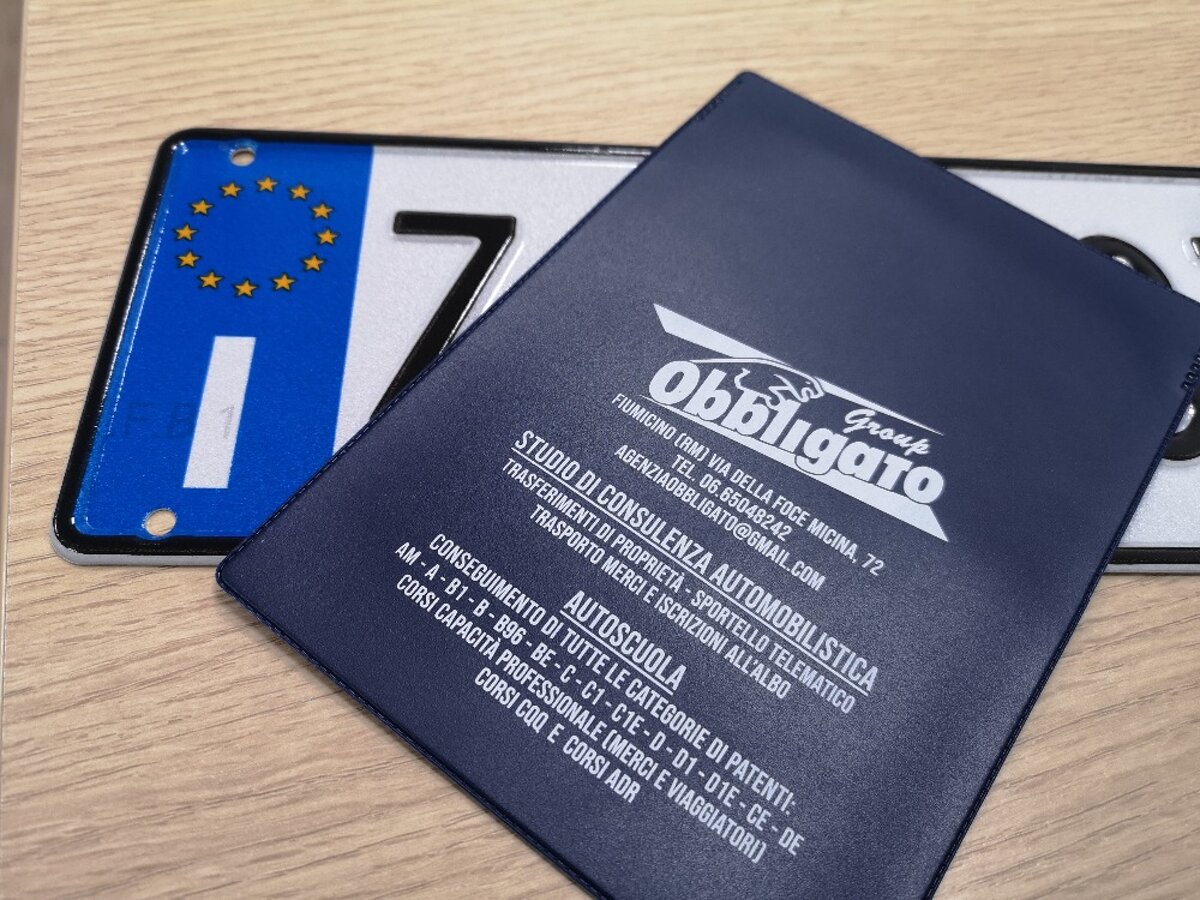 I
Obbligato
Group
FIUMICINO (RM) VIA DELLA FOCE MICINA, 72
TEL. 06.65048242
AGENZIAOBBLIGATO@GMAIL.COM
STUDIO DI CONSULENZA AUTOMOBILISTICA
TRASFERIMENTI DI PROPRIETÀ - SPORTELLO TELEMATICO
TRASPORTO MERCI E ISCRIZIONI ALL'ALBO
AUTOSCUOLA
CONSEGUIMENTO DI TUTTE LE CATEGORIE DI PATENTI:
AM - A - B1 - B - B96 - BE - C - C1 - C1E - D - D1 - D1E - CE - DE
CORSI CAPACITÀ PROFESSIONALE (MERCI E VIAGGIATORI)
CORSI CQC E CORSI ADR